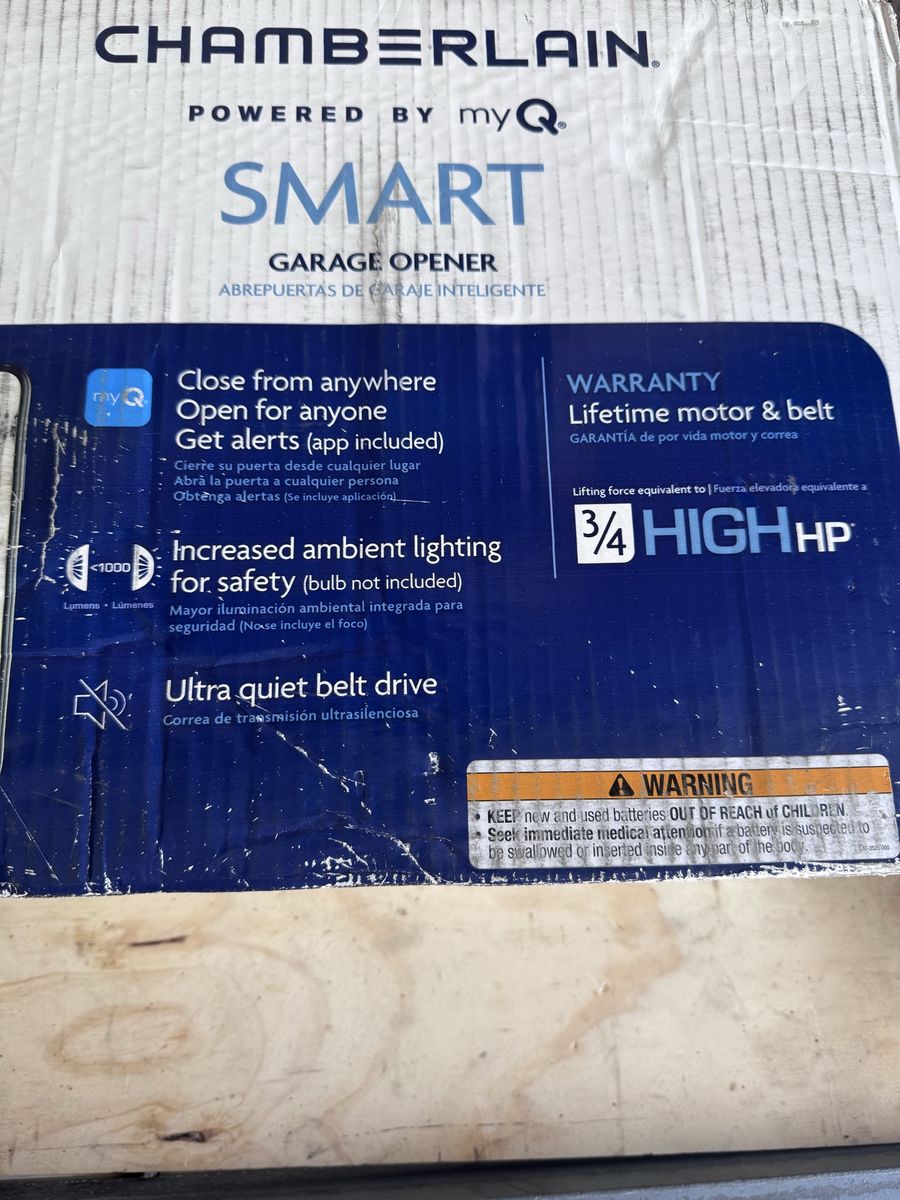 CHAMBERLAIN®
POWERED BY myQ®
SMART
GARAGE OPENER
ABREPUERTAS DE GARAJE INTELIGENTE
myQ
Close from anywhere
Open for anyone
Get alerts (app included)
Cierre su puerta desde cualquier lugar
Abra la puerta a cualquier persona
Obtenga alertas (Se incluye aplicación)
<1000
Lumens • Lúmenes
Increased ambient lighting
for safety (bulb not included)
Mayor iluminación ambiental integrada para
seguridad (No se incluye el foco)
Ultra quiet belt drive
Correa de transmisión ultrasilenciosa
WARRANTY
Lifetime motor & belt
GARANTÍA de por vida motor y correa
Lifting force equivalent to | Fuerza elevadora equivalente a
3/4 HIGH HP*
WARNING
• KEEP new and used batteries OUT OF REACH of CHILDREN
• Seek immediate medical attention if a battery is suspected to
be swallowed or inserted inside any part of the body.